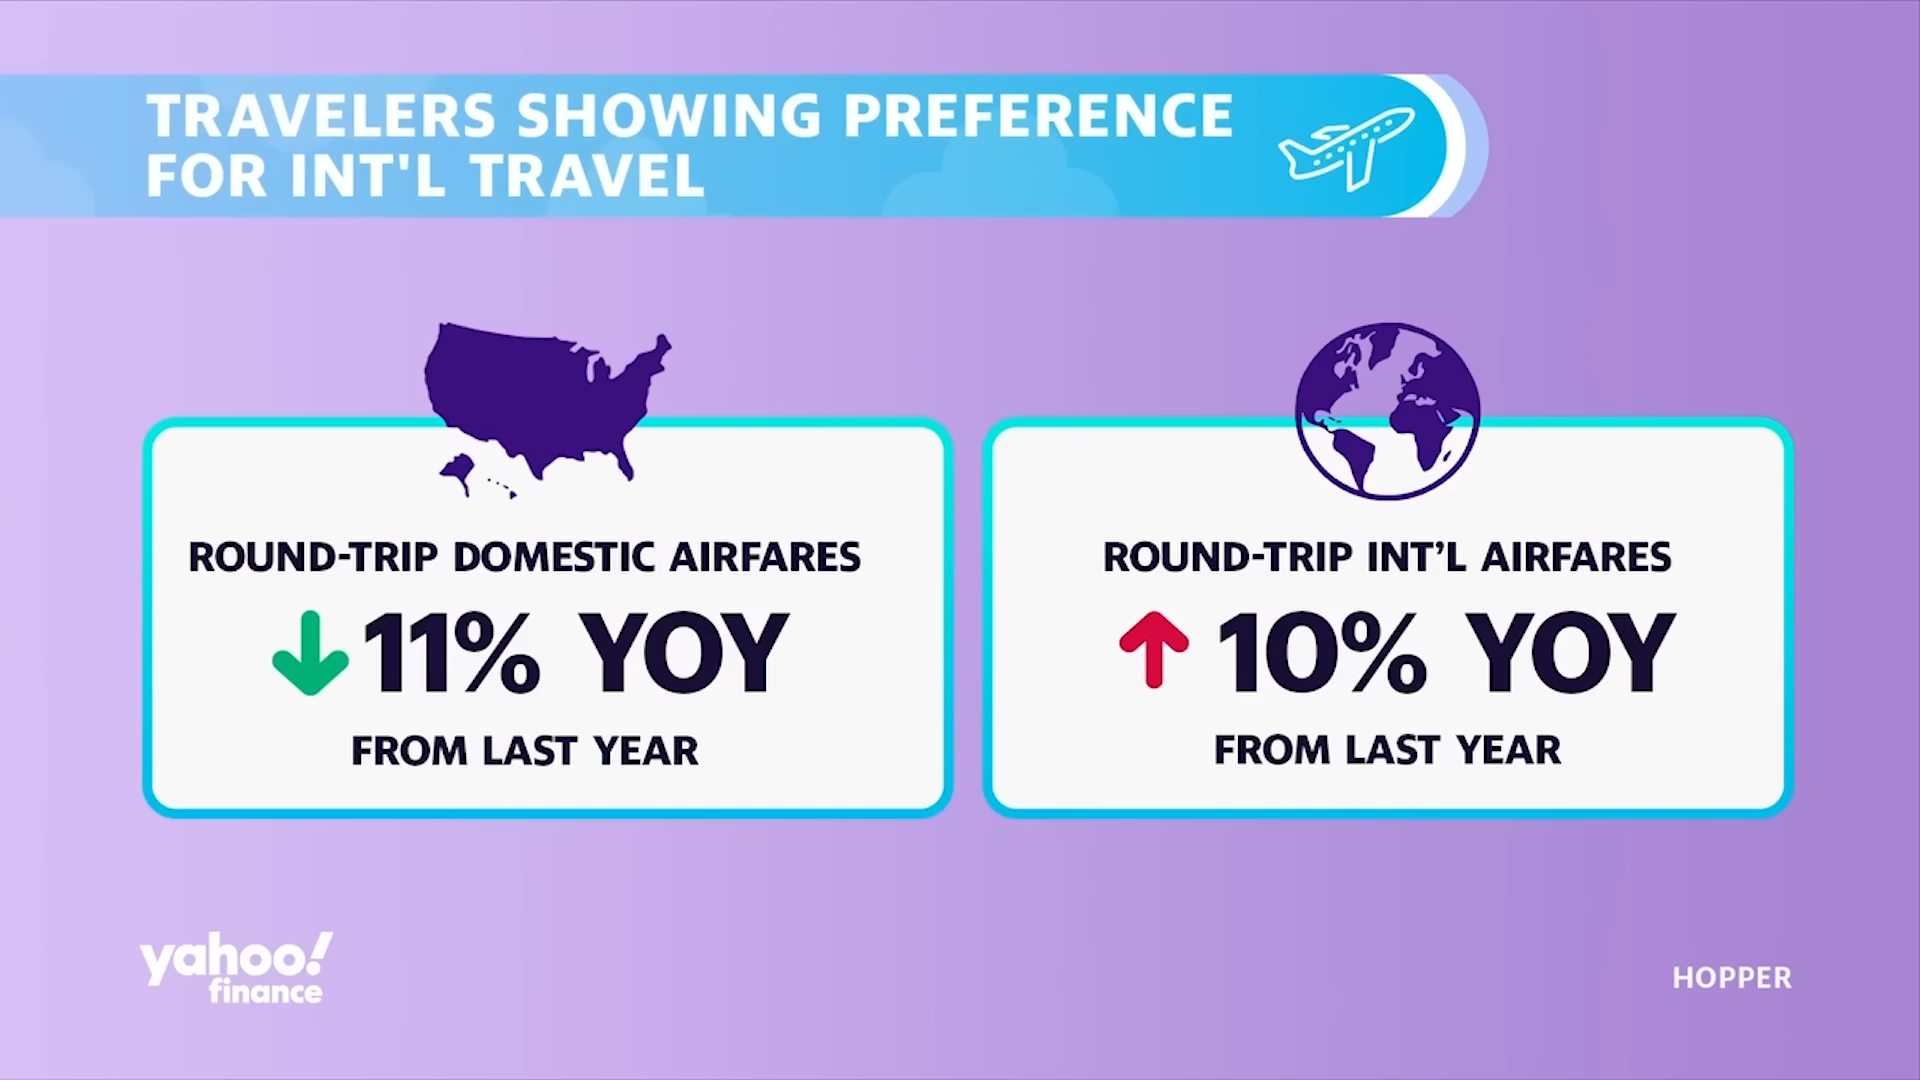 TRAVELERS SHOWING PREFERENCE
FOR INT'L TRAVEL
ROUND-TRIP DOMESTIC AIRFARES
11% YOY
FROM LAST YEAR
ROUND-TRIP INT’L AIRFARES
10% YOY
FROM LAST YEAR
yahoo!
finance
HOPPER